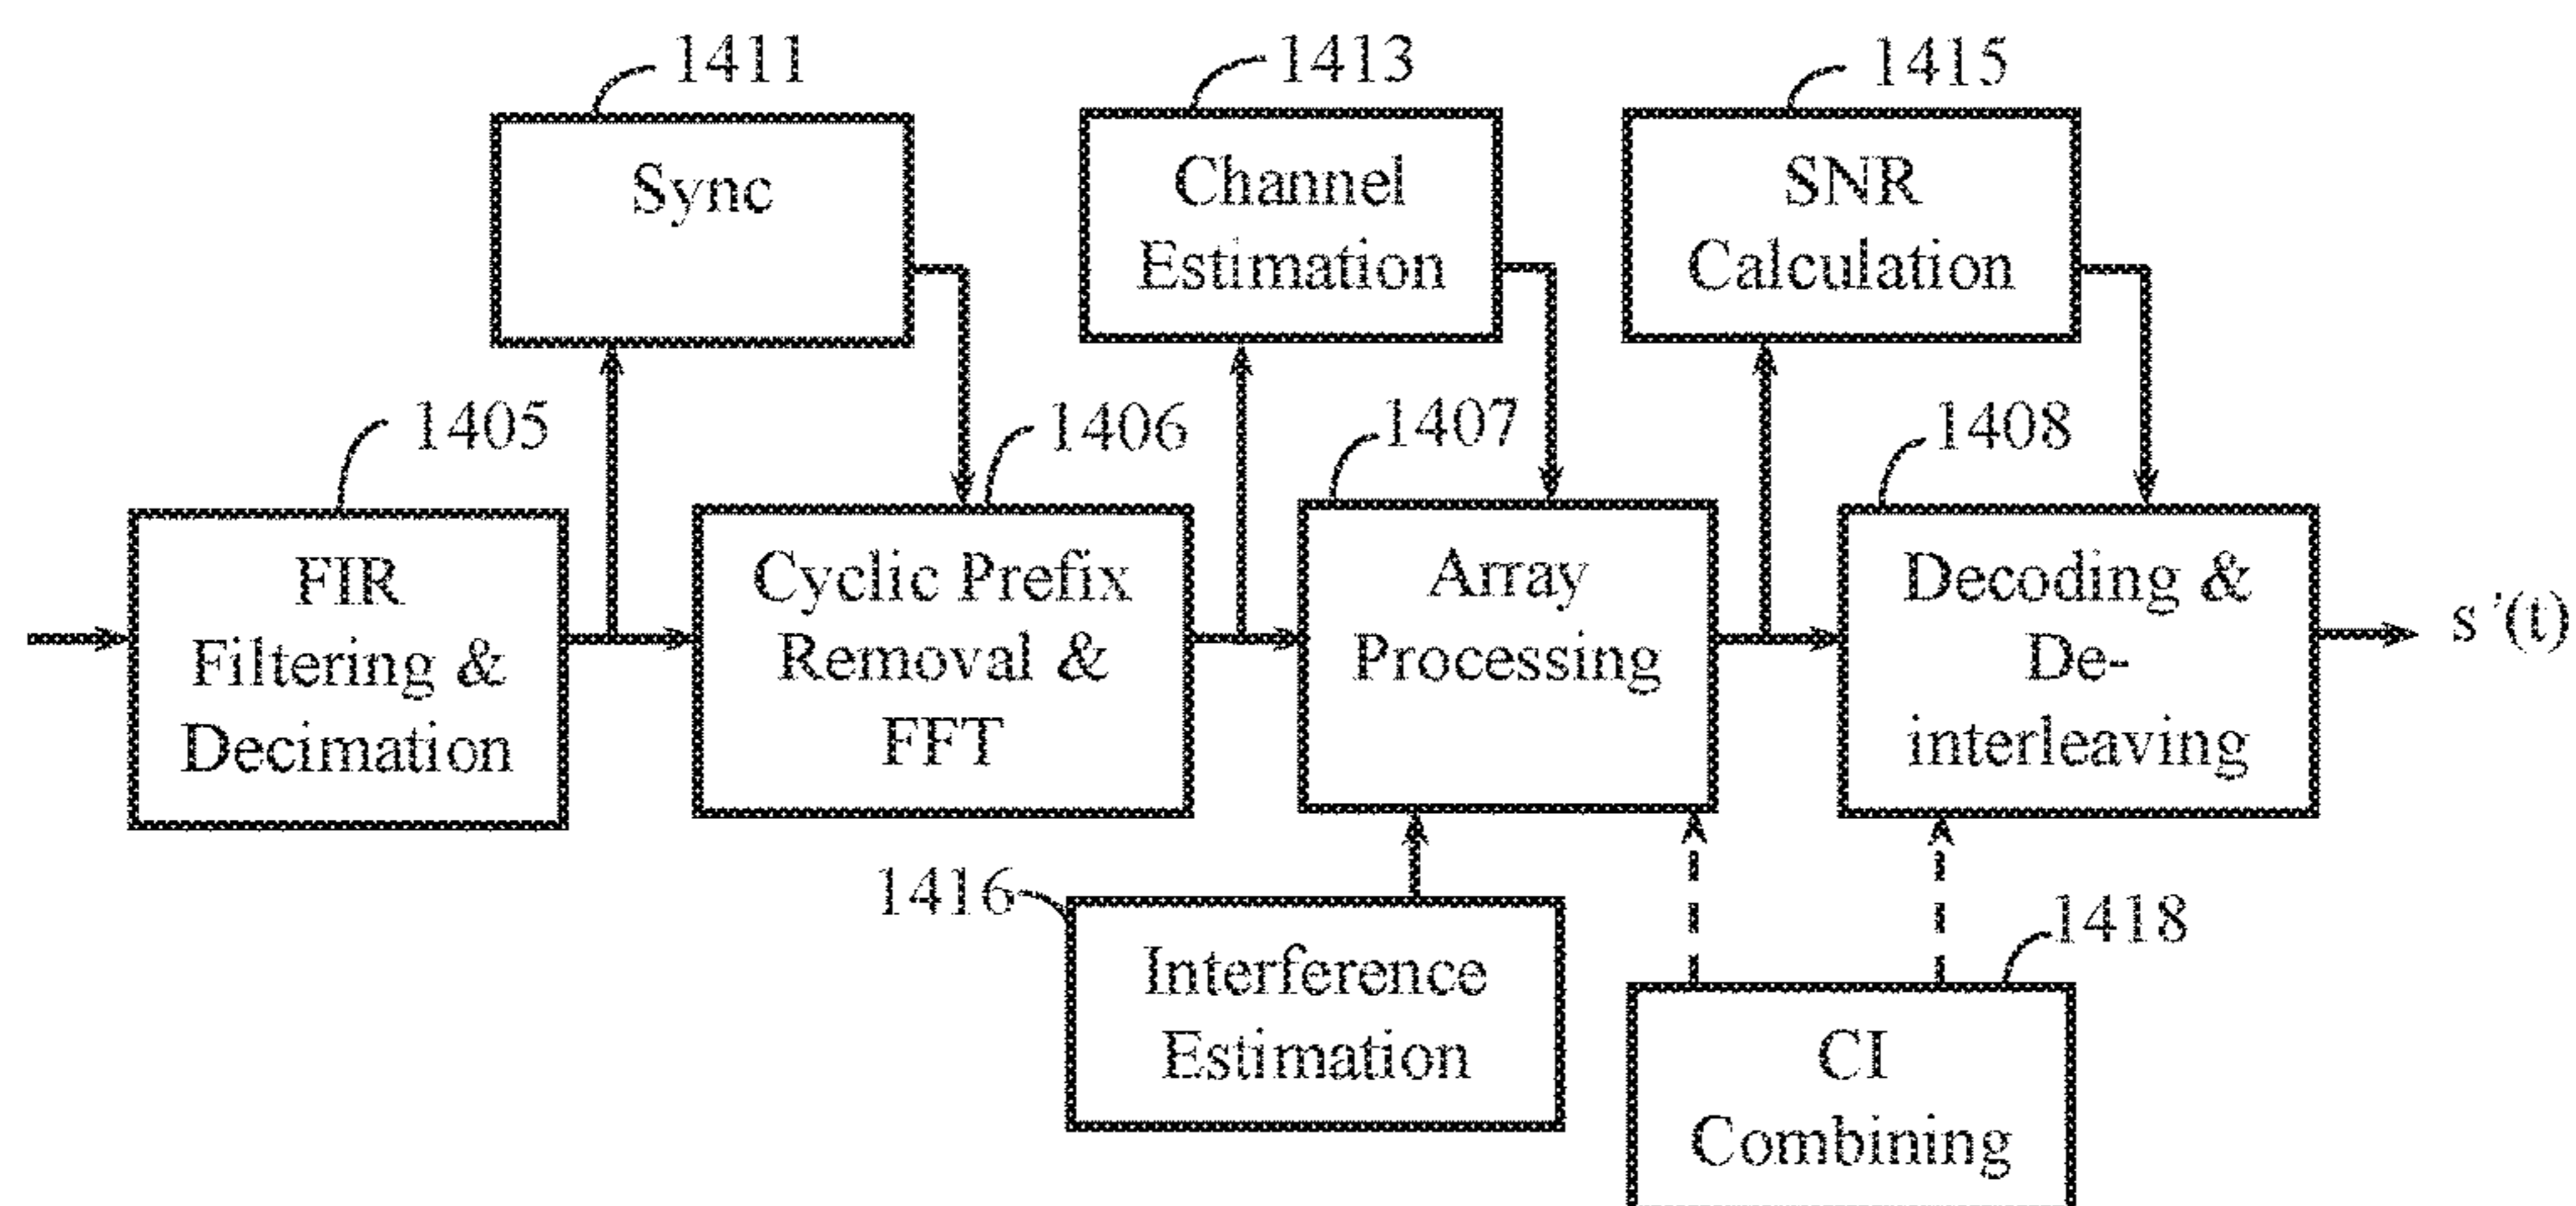 1411
1413
1415
Sync
Channel
Estimation
SNR
Calculation
1405
1406
1407
1408
FIR
Filtering &
Decimation
Cyclic Prefix
Removal &
FFT
Array
Processing
Decoding &
De-
interleaving
s'(t)
1416
Interference
Estimation
1418
CI
Combining